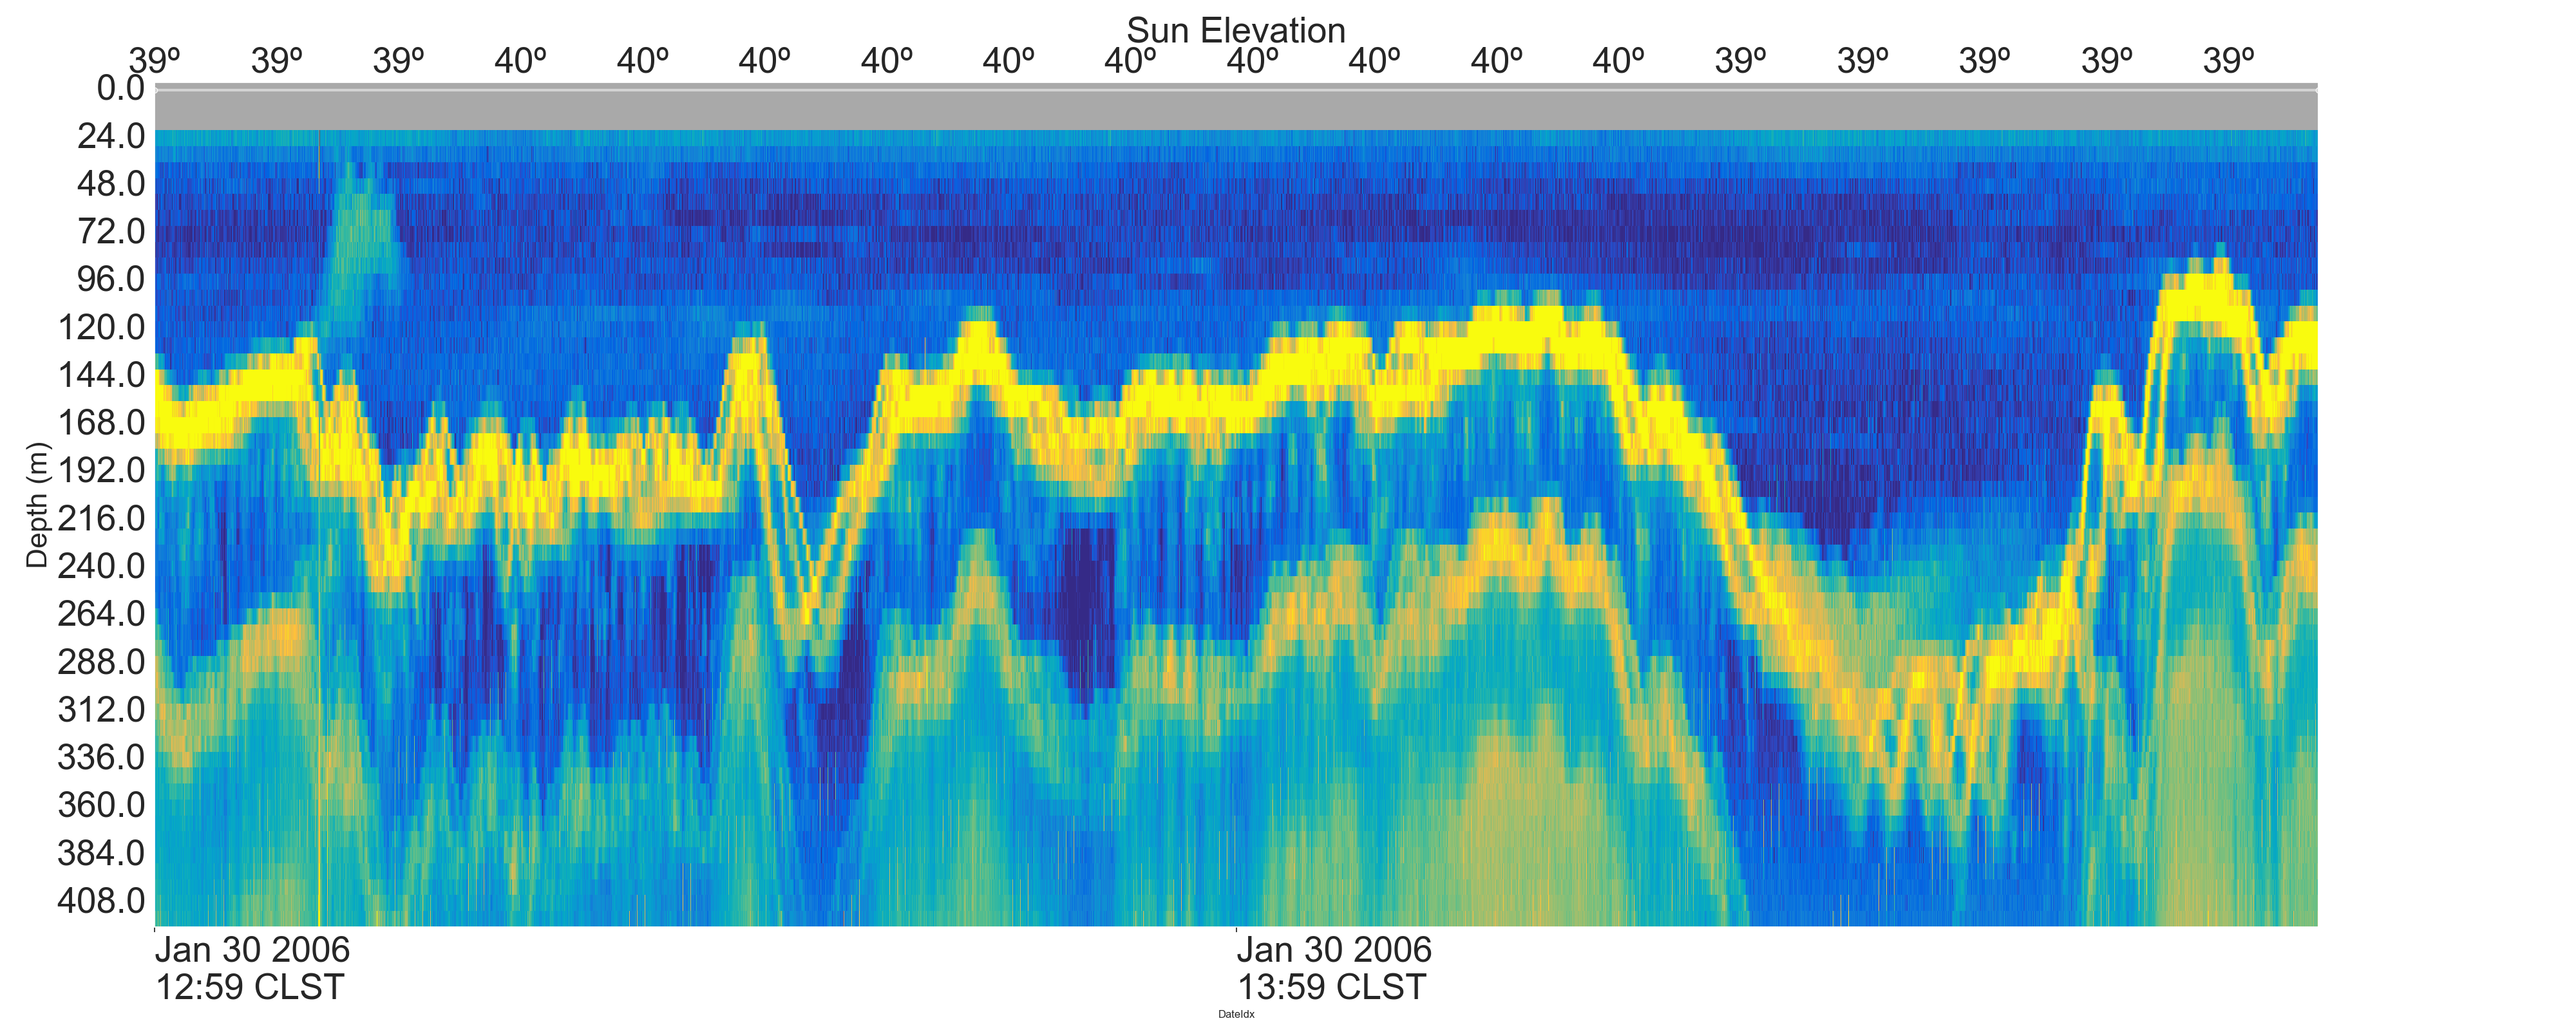 Sun Elevation
39º 39º 39º 40º 40º 40º 40º 40º 40º 40º 40º 40º 40º 39º 39º 39º 39º 39º
0.0
24.0
48.0
72.0
96.0
120.0
144.0
168.0
192.0
216.0
240.0
264.0
288.0
312.0
336.0
360.0
384.0
408.0
Depth (m)
Jan 30 2006
12:59 CLST
Jan 30 2006
13:59 CLST
DateIdx